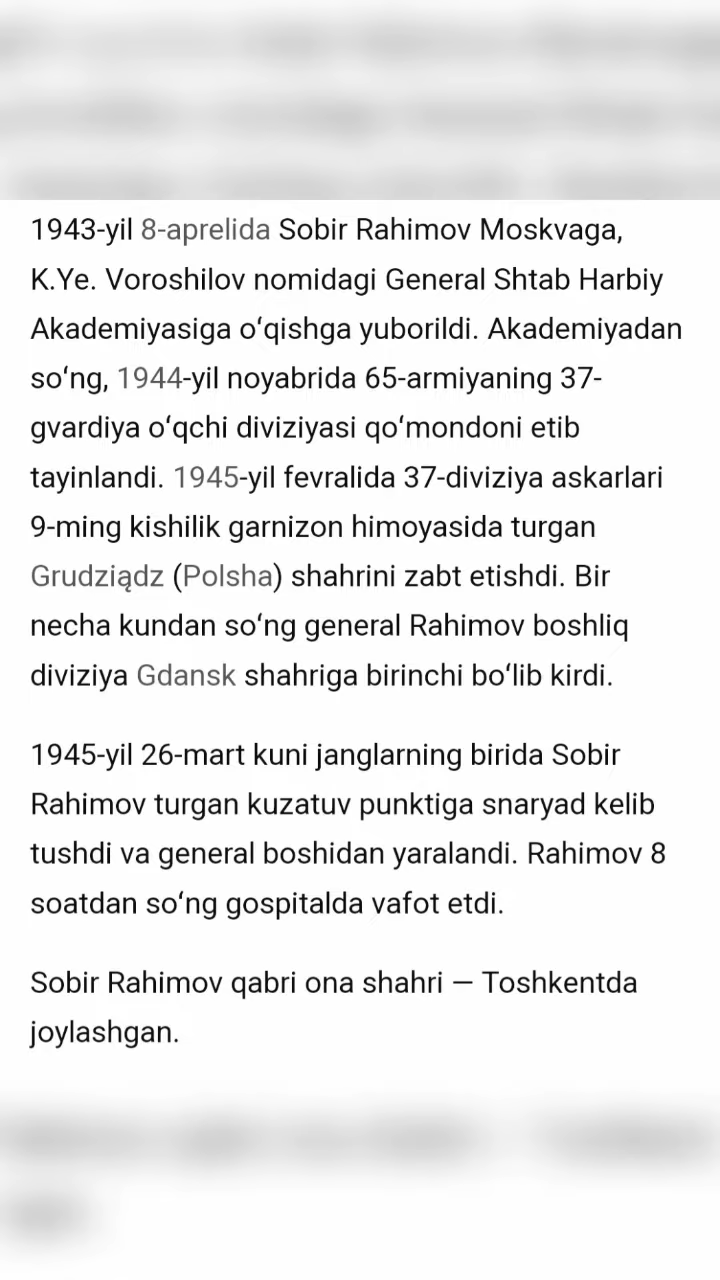 1943-yil 8-aprelida Sobir Rahimov Moskvaga,
K.Ye. Voroshilov nomidagi General Shtab Harbiy
Akademiyasiga oʻqishga yuborildi. Akademiyadan
soʻng, 1944-yil noyabrida 65-armiyaning 37-
gvardiya oʻqchi diviziyasi qoʻmondoni etib
tayinlandi. 1945-yil fevralida 37-diviziya askarlari
9-ming kishilik garnizon himoyasida turgan
Grudziądz (Polsha) shahrini zabt etishdi. Bir
necha kundan soʻng general Rahimov boshliq
diviziya Gdansk shahriga birinchi boʻlib kirdi.
1945-yil 26-mart kuni janglarning birida Sobir
Rahimov turgan kuzatuv punktiga snaryad kelib
tushdi va general boshidan yaralandi. Rahimov 8
soatdan soʻng gospitalda vafot etdi.
Sobir Rahimov qabri ona shahri — Toshkentda
joylashgan.